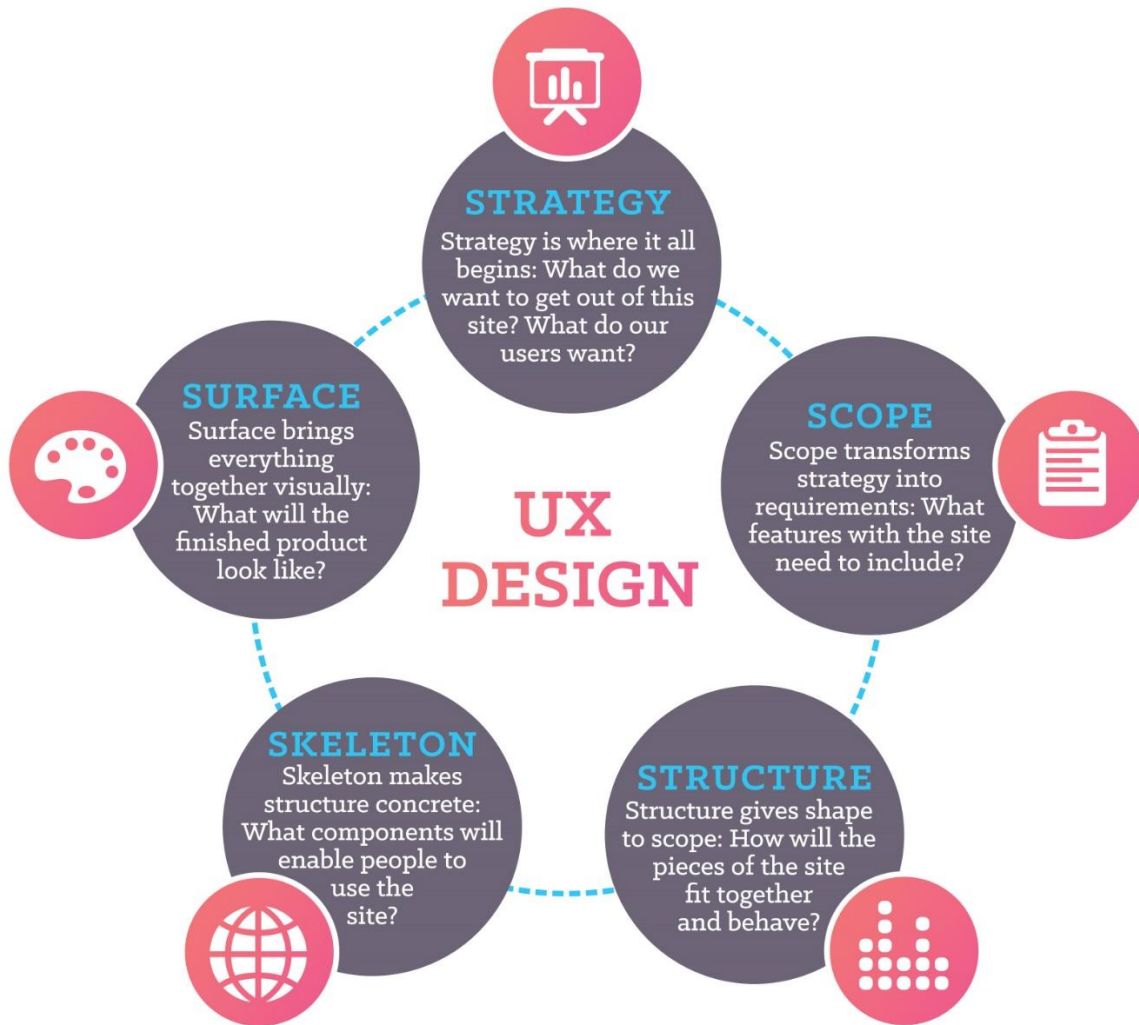 STRATEGY
Strategy is where it all
begins: What do we
want to get out of this
site? What do our
users want?
SCOPE
Scope transforms
strategy into
requirements: What
features with the site
need to include?
STRUCTURE
Structure gives shape
to scope: How will the
pieces of the site
fit together
and behave?
SKELETON
Skeleton makes
structure concrete:
What components will
enable people to
use the
site?
SURFACE
Surface brings
everything
together visually:
What will the
finished product
look like?
UX
DESIGN